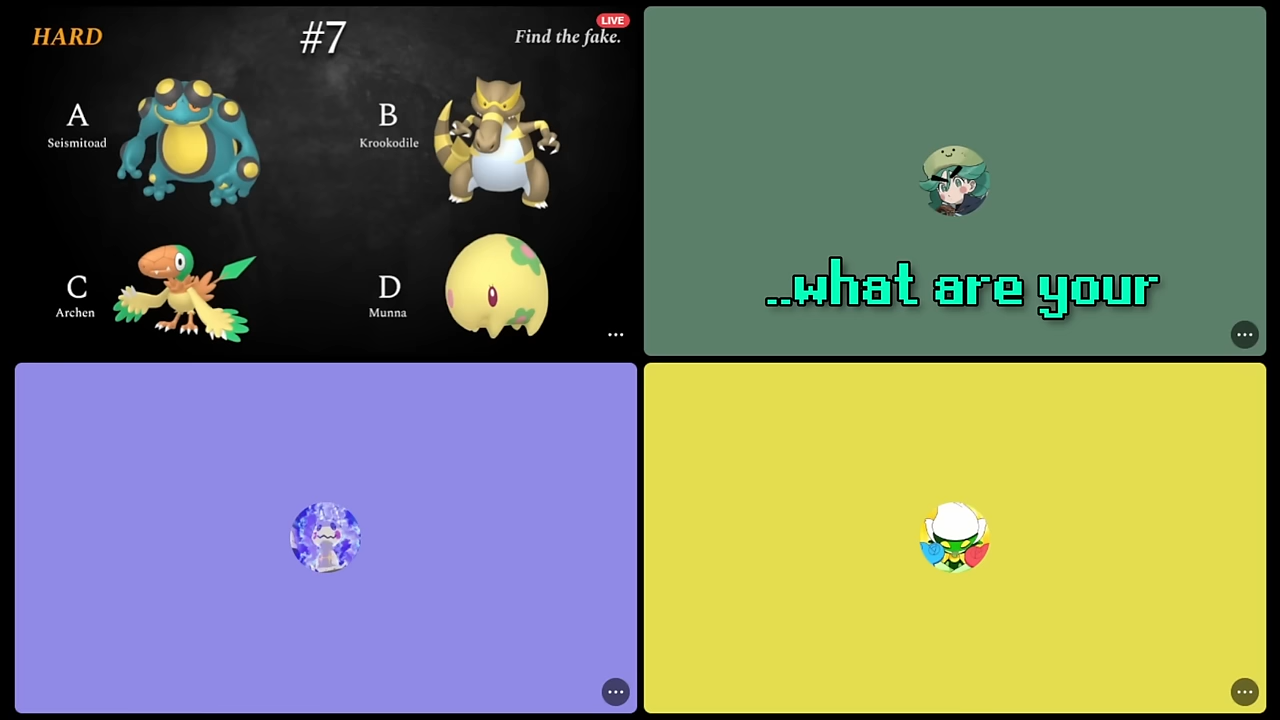 HARD
#7
LIVE
Find the fake.
A
Seismitoad
B
Krookodile
C
Archen
D
Munna
..what are your